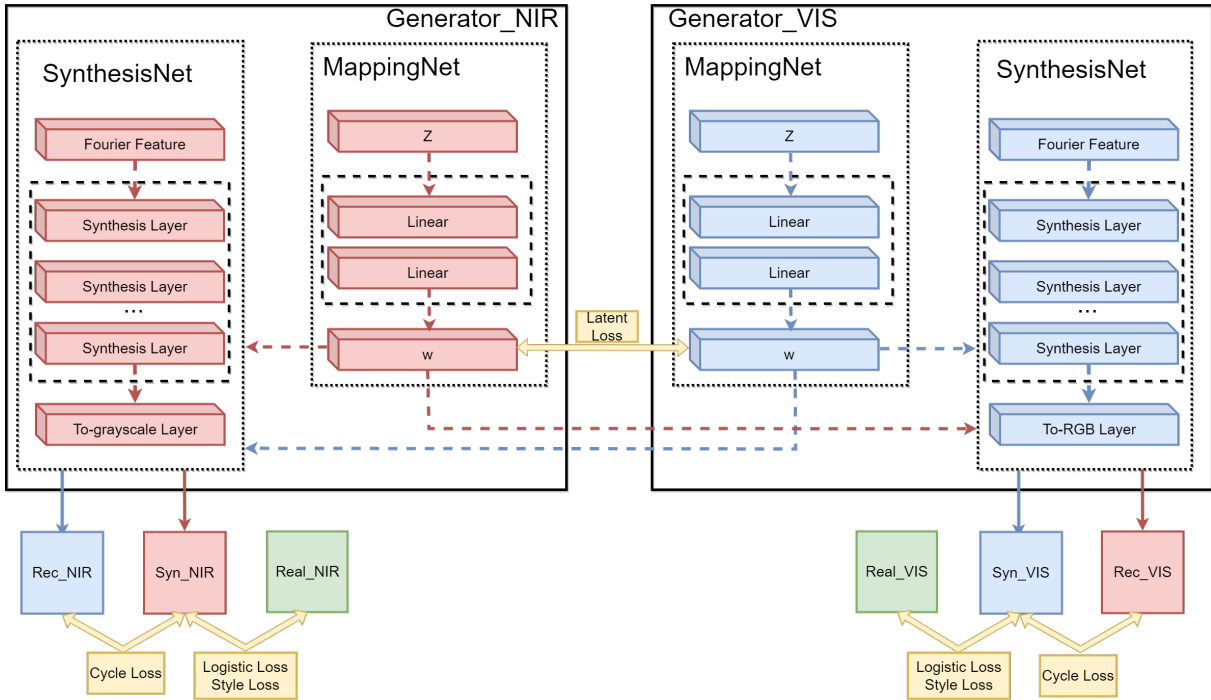 Generator_NIR
SynthesisNet
Fourier Feature
Synthesis Layer
Synthesis Layer
...
Synthesis Layer
To-grayscale Layer
MappingNet
Z
Linear
Linear
w
Latent
Loss
Generator_VIS
MappingNet
Z
Linear
Linear
w
SynthesisNet
Fourier Feature
Synthesis Layer
Synthesis Layer
...
Synthesis Layer
To-RGB Layer
Rec_NIR
Syn_NIR
Real_NIR
Cycle Loss
Logistic Loss
Style Loss
Real_VIS
Syn_VIS
Rec_VIS
Logistic Loss
Style Loss
Cycle Loss